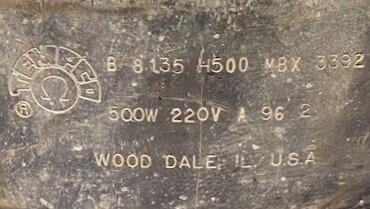 B 8135 H500 MBX 3392
500W 220V A 96 2
WOOD DALE, IL. U.S.A